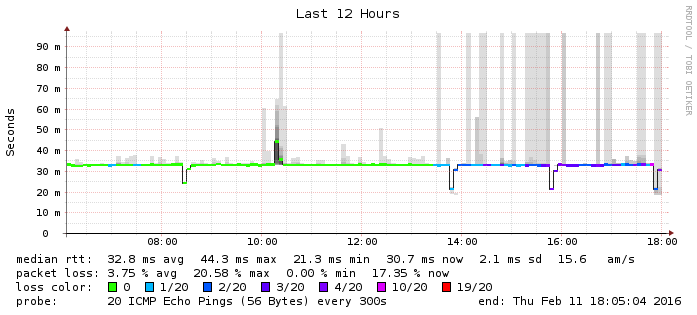 Last 12 Hours
RRDTOOL / TOBI OETIKER
Seconds
90 m
80 m
70 m
60 m
50 m
40 m
30 m
20 m
10 m
0
08:00 10:00 12:00 14:00 16:00 18:00
median rtt: 32.8 ms avg 44.3 ms max 21.3 ms min 30.7 ms now 2.1 ms sd 15.6 am/s
packet loss: 3.75 % avg 20.58 % max 0.00 % min 17.35 % now
loss color: 0 1/20 2/20 3/20 4/20 10/20 19/20
probe: 20 ICMP Echo Pings (56 Bytes) every 300s end: Thu Feb 11 18:05:04 2016